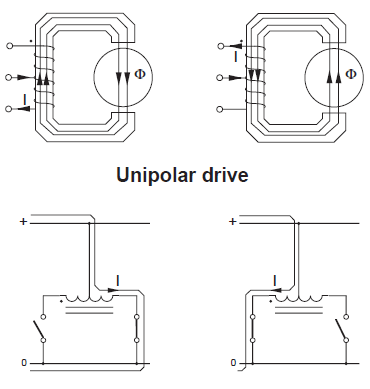 I Φ
I Φ
Unipolar drive
+ +
I I
0 0